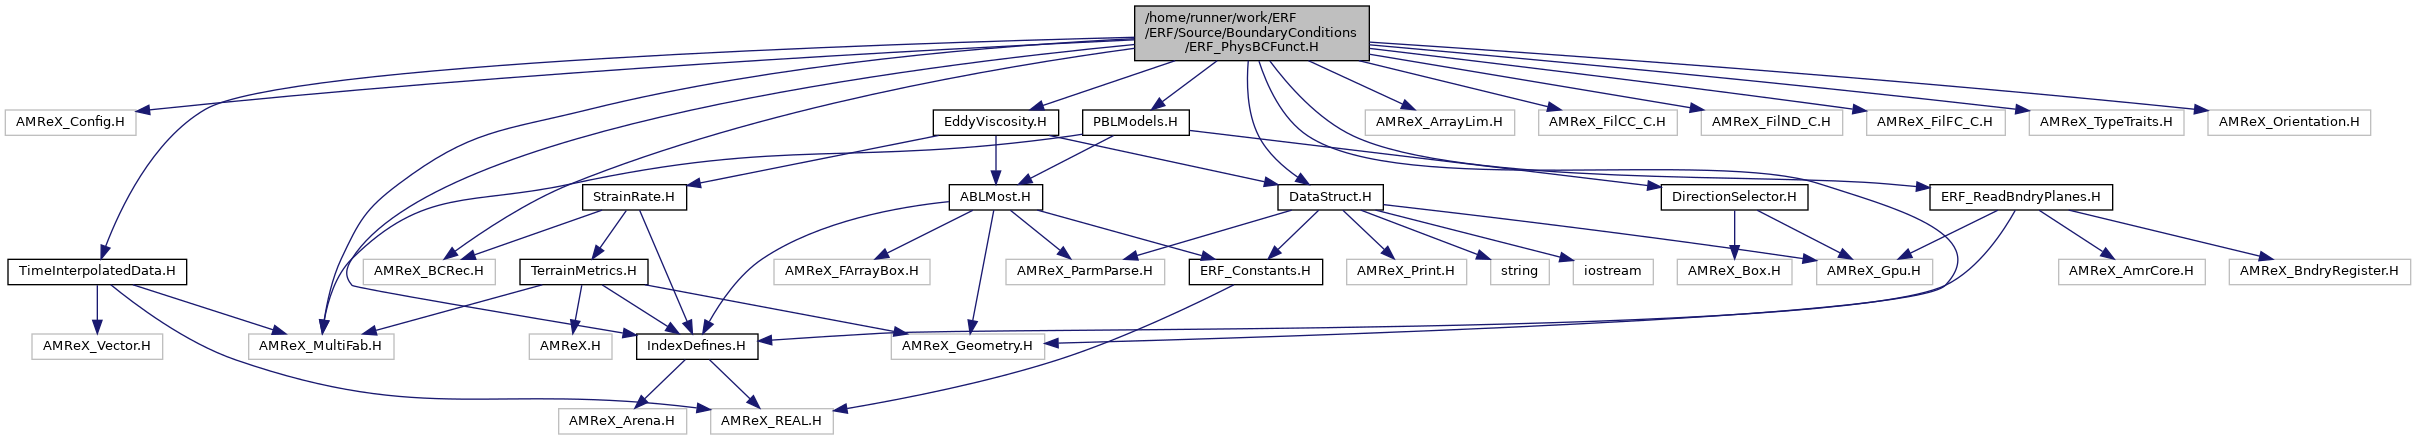 /home/runner/work/ERF
/ERF/Source/BoundaryConditions
/ERF_PhysBCFunct.H
AMReX_Config.H
EddyViscosity.H
PBLModels.H
AMReX_ArrayLim.H
AMReX_FilCC_C.H
AMReX_FilND_C.H
AMReX_FilFC_C.H
AMReX_TypeTraits.H
AMReX_Orientation.H
StrainRate.H
ABLMost.H
DataStruct.H
DirectionSelector.H
ERF_ReadBndryPlanes.H
TimeInterpolatedData.H
AMReX_BCRec.H
TerrainMetrics.H
AMReX_FArrayBox.H
AMReX_ParmParse.H
ERF_Constants.H
AMReX_Print.H
string
iostream
AMReX_Box.H
AMReX_Gpu.H
AMReX_AmrCore.H
AMReX_BndryRegister.H
AMReX_Vector.H
AMReX_MultiFab.H
AMReX.H
IndexDefines.H
AMReX_Geometry.H
AMReX_Arena.H
AMReX_REAL.H